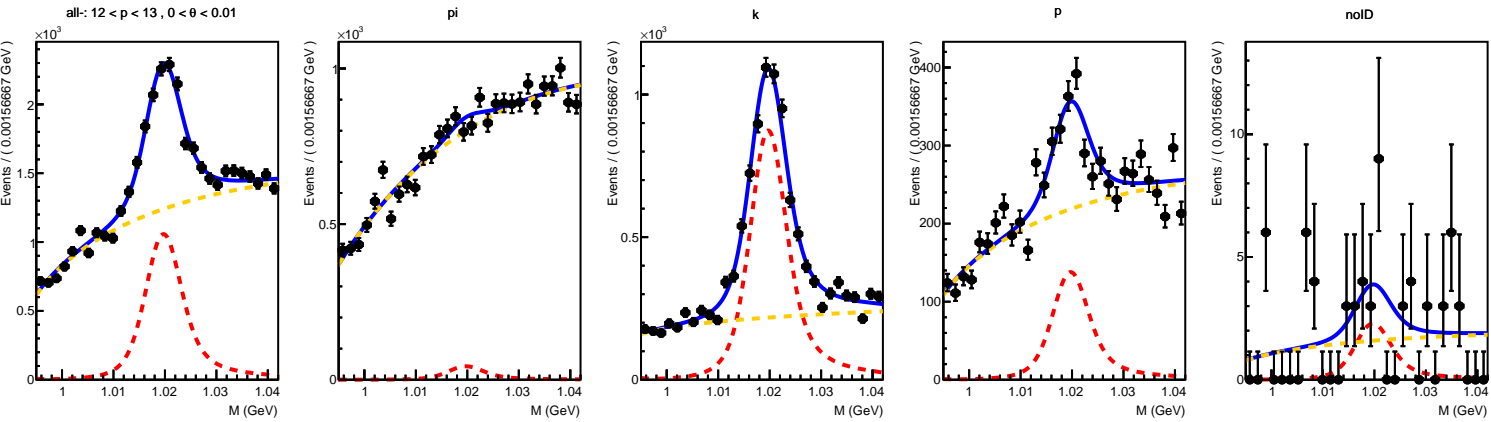 all-: 12 < p < 13 , 0 < θ < 0.01
×10³
Events / ( 0.00156667 GeV )
2
1.5
1
0.5
0
1 1.01 1.02 1.03 1.04
M (GeV)
pi
×10³
Events / ( 0.00156667 GeV )
1
0.5
0
1 1.01 1.02 1.03 1.04
M (GeV)
k
×10³
Events / ( 0.00156667 GeV )
1
0.5
0
1 1.01 1.02 1.03 1.04
M (GeV)
p
Events / ( 0.00156667 GeV )
400
300
200
100
0
1 1.01 1.02 1.03 1.04
M (GeV)
noID
Events / ( 0.00156667 GeV )
10
5
0
1 1.01 1.02 1.03 1.04
M (GeV)